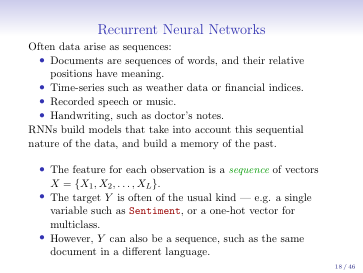 Recurrent Neural Networks
Often data arise as sequences:
• Documents are sequences of words, and their relative
positions have meaning.
• Time-series such as weather data or financial indices.
• Recorded speech or music.
• Handwriting, such as doctor's notes.
RNNs build models that take into account this sequential
nature of the data, and build a memory of the past.
• The feature for each observation is a sequence of vectors
X = {X₁, X₂, . . . , X_L}.
• The target Y is often of the usual kind — e.g. a single
variable such as Sentiment, or a one-hot vector for
multiclass.
• However, Y can also be a sequence, such as the same
document in a different language.
18 / 46